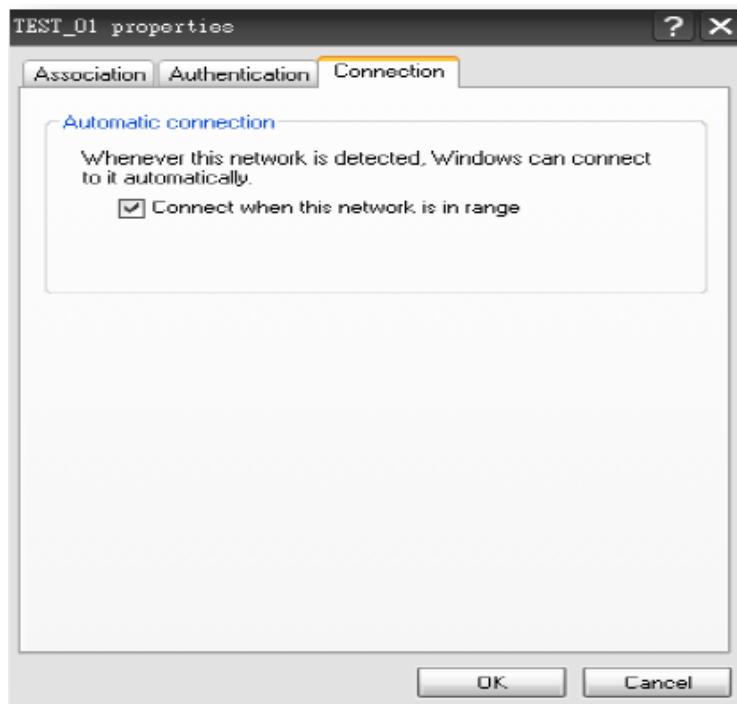 TEST_01 properties
Association Authentication Connection
Automatic connection
Whenever this network is detected, Windows can connect
to it automatically.
Connect when this network is in range
OK Cancel